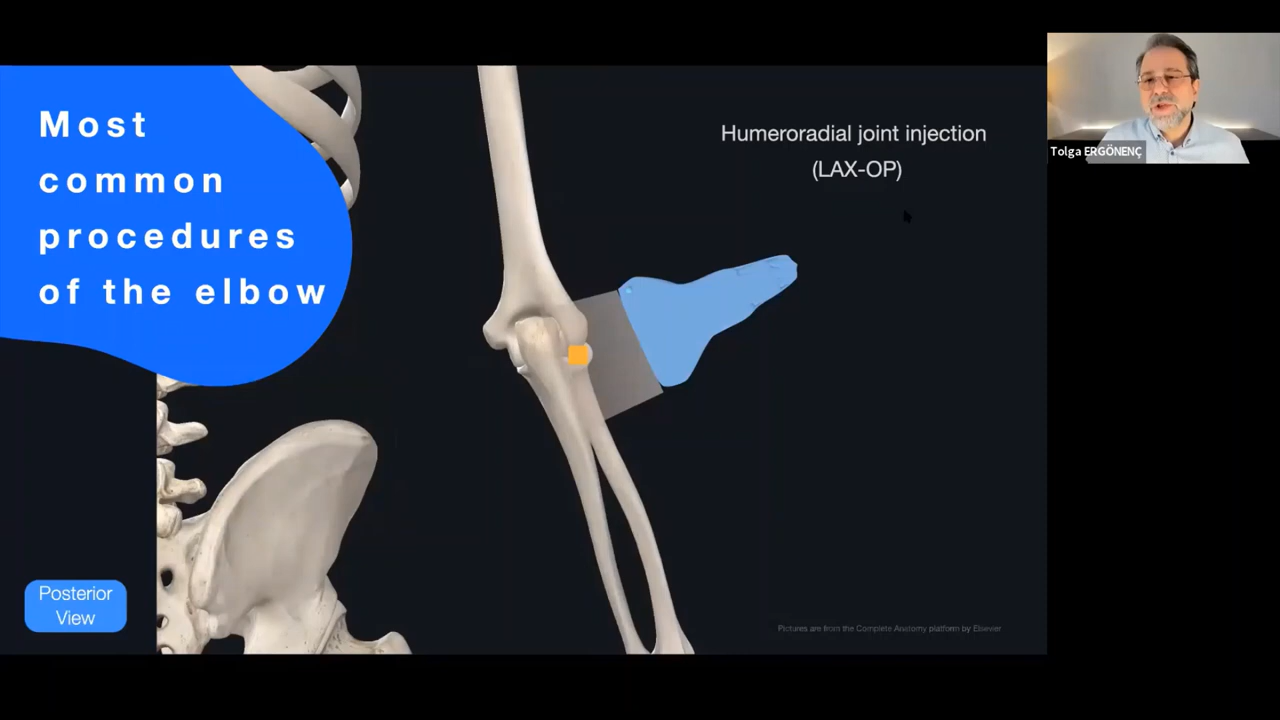 Most
common
procedures
of the elbow
Humeroradial joint injection
(LAX-OP)
Tolga ERGÖNENÇ
Posterior
View
Pictures are from the Complete Anatomy platform by Elsevier